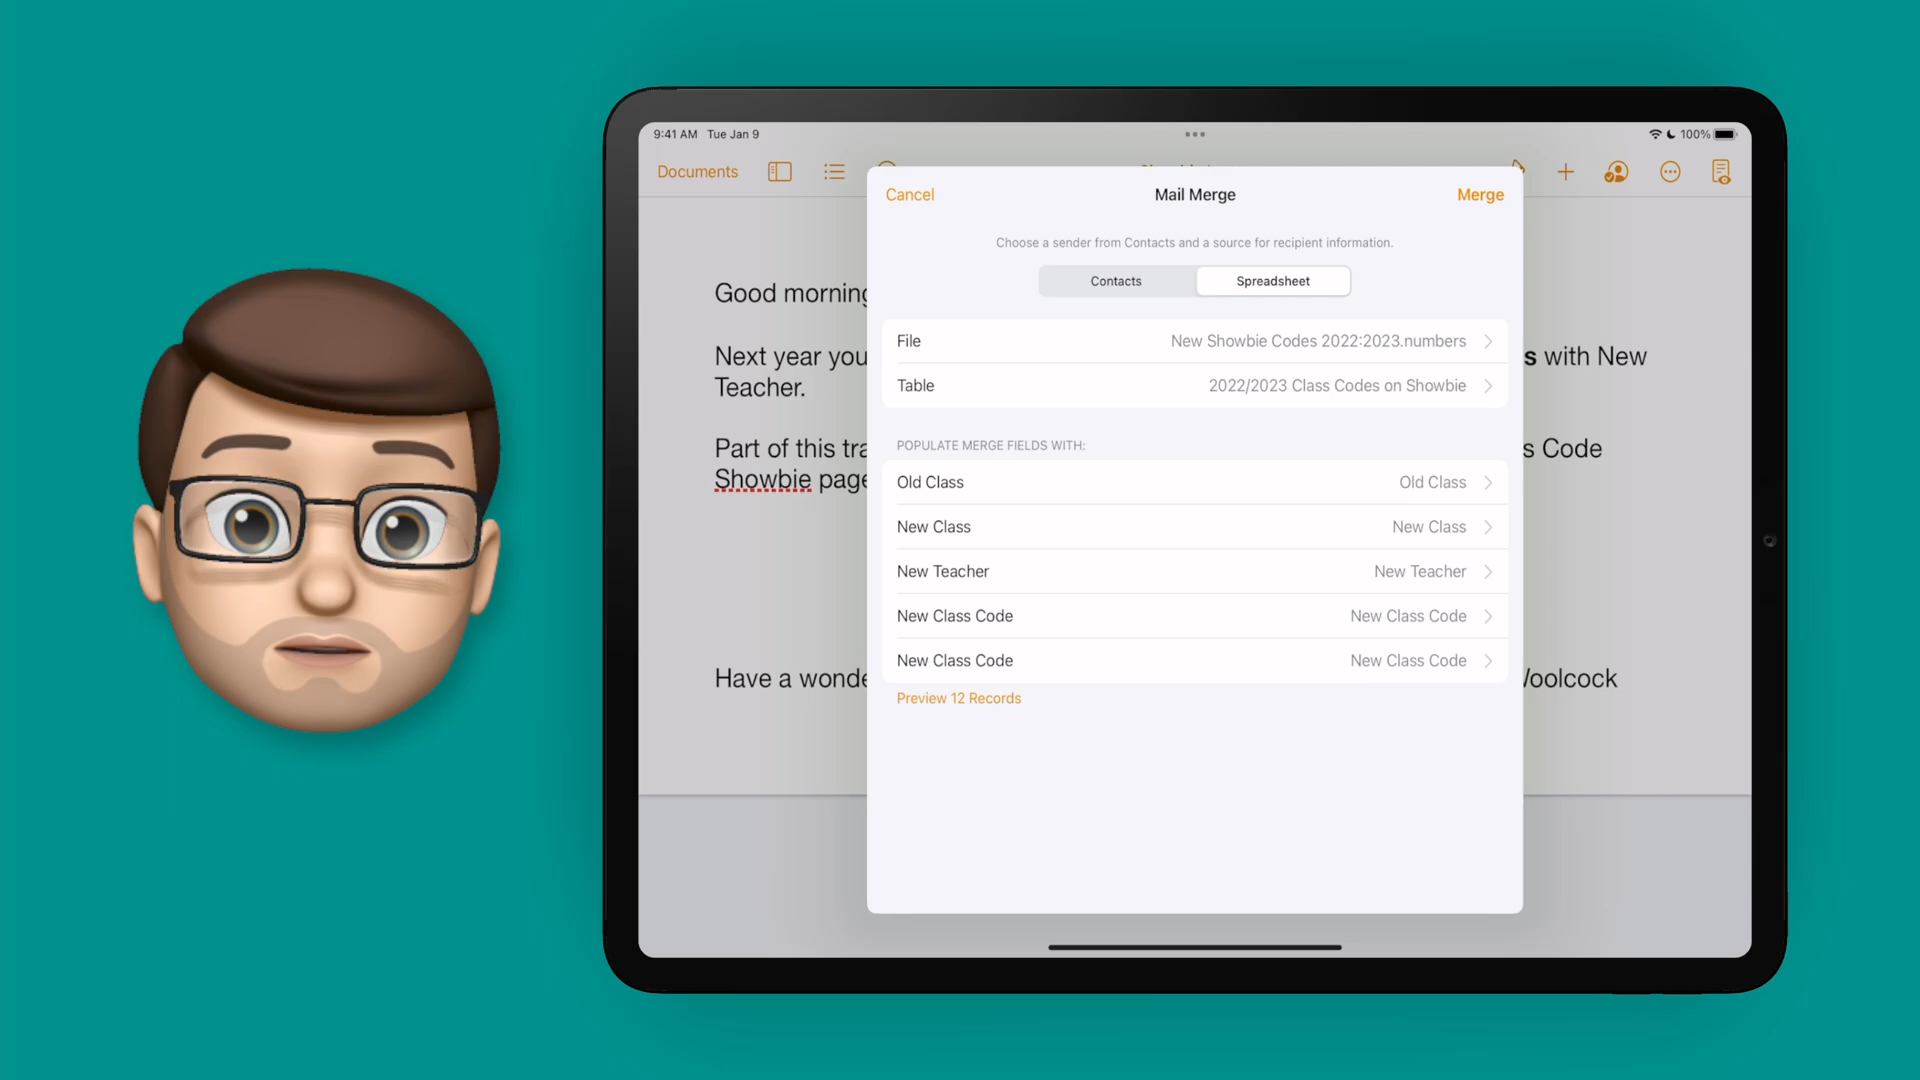 9:41 AM Tue Jan 9
100%
Documents
Cancel
Mail Merge
Merge
Choose a sender from Contacts and a source for recipient information.
Contacts
Spreadsheet
File
New Showbie Codes 2022:2023.numbers
Table
2022/2023 Class Codes on Showbie
POPULATE MERGE FIELDS WITH:
Old Class
Old Class
New Class
New Class
New Teacher
New Teacher
New Class Code
New Class Code
New Class Code
New Class Code
Preview 12 Records
Good morning
Next year you
s with New
Teacher.
Part of this tra
s Code
Showbie page
Have a wonde
oolcock